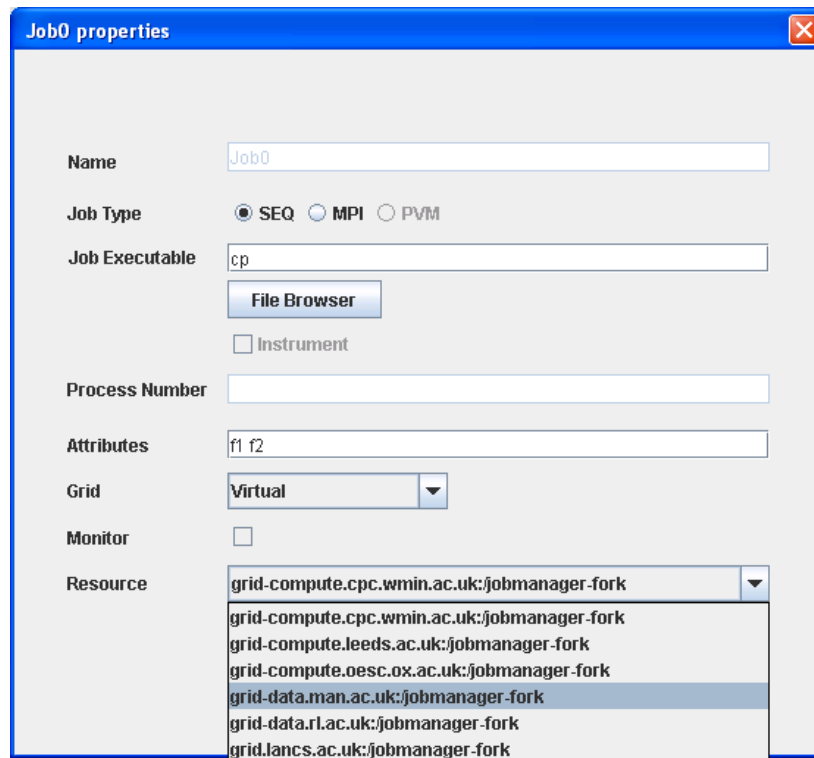 Job0 properties
Name Job0
Job Type SEQ MPI PVM
Job Executable cp
File Browser
Instrument
Process Number
Attributes f1 f2
Grid Virtual
Monitor
Resource grid-compute.cpc.wmin.ac.uk:/jobmanager-fork
grid-compute.cpc.wmin.ac.uk:/jobmanager-fork
grid-compute.leeds.ac.uk:/jobmanager-fork
grid-compute.oesc.ox.ac.uk:/jobmanager-fork
grid-data.man.ac.uk:/jobmanager-fork
grid-data.rl.ac.uk:/jobmanager-fork
grid.lancs.ac.uk:/jobmanager-fork